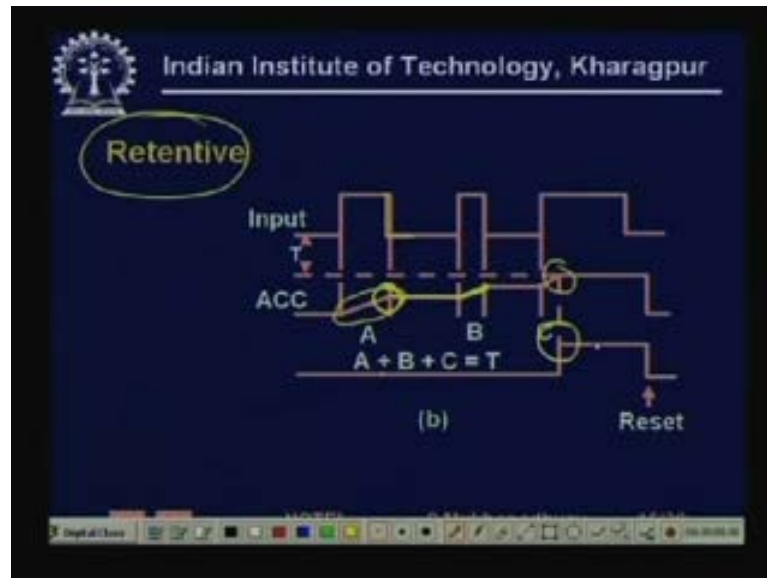 Indian Institute of Technology, Kharagpur
Retentive
Input
T
ACC
A B C
A + B + C = T
(b)
Reset